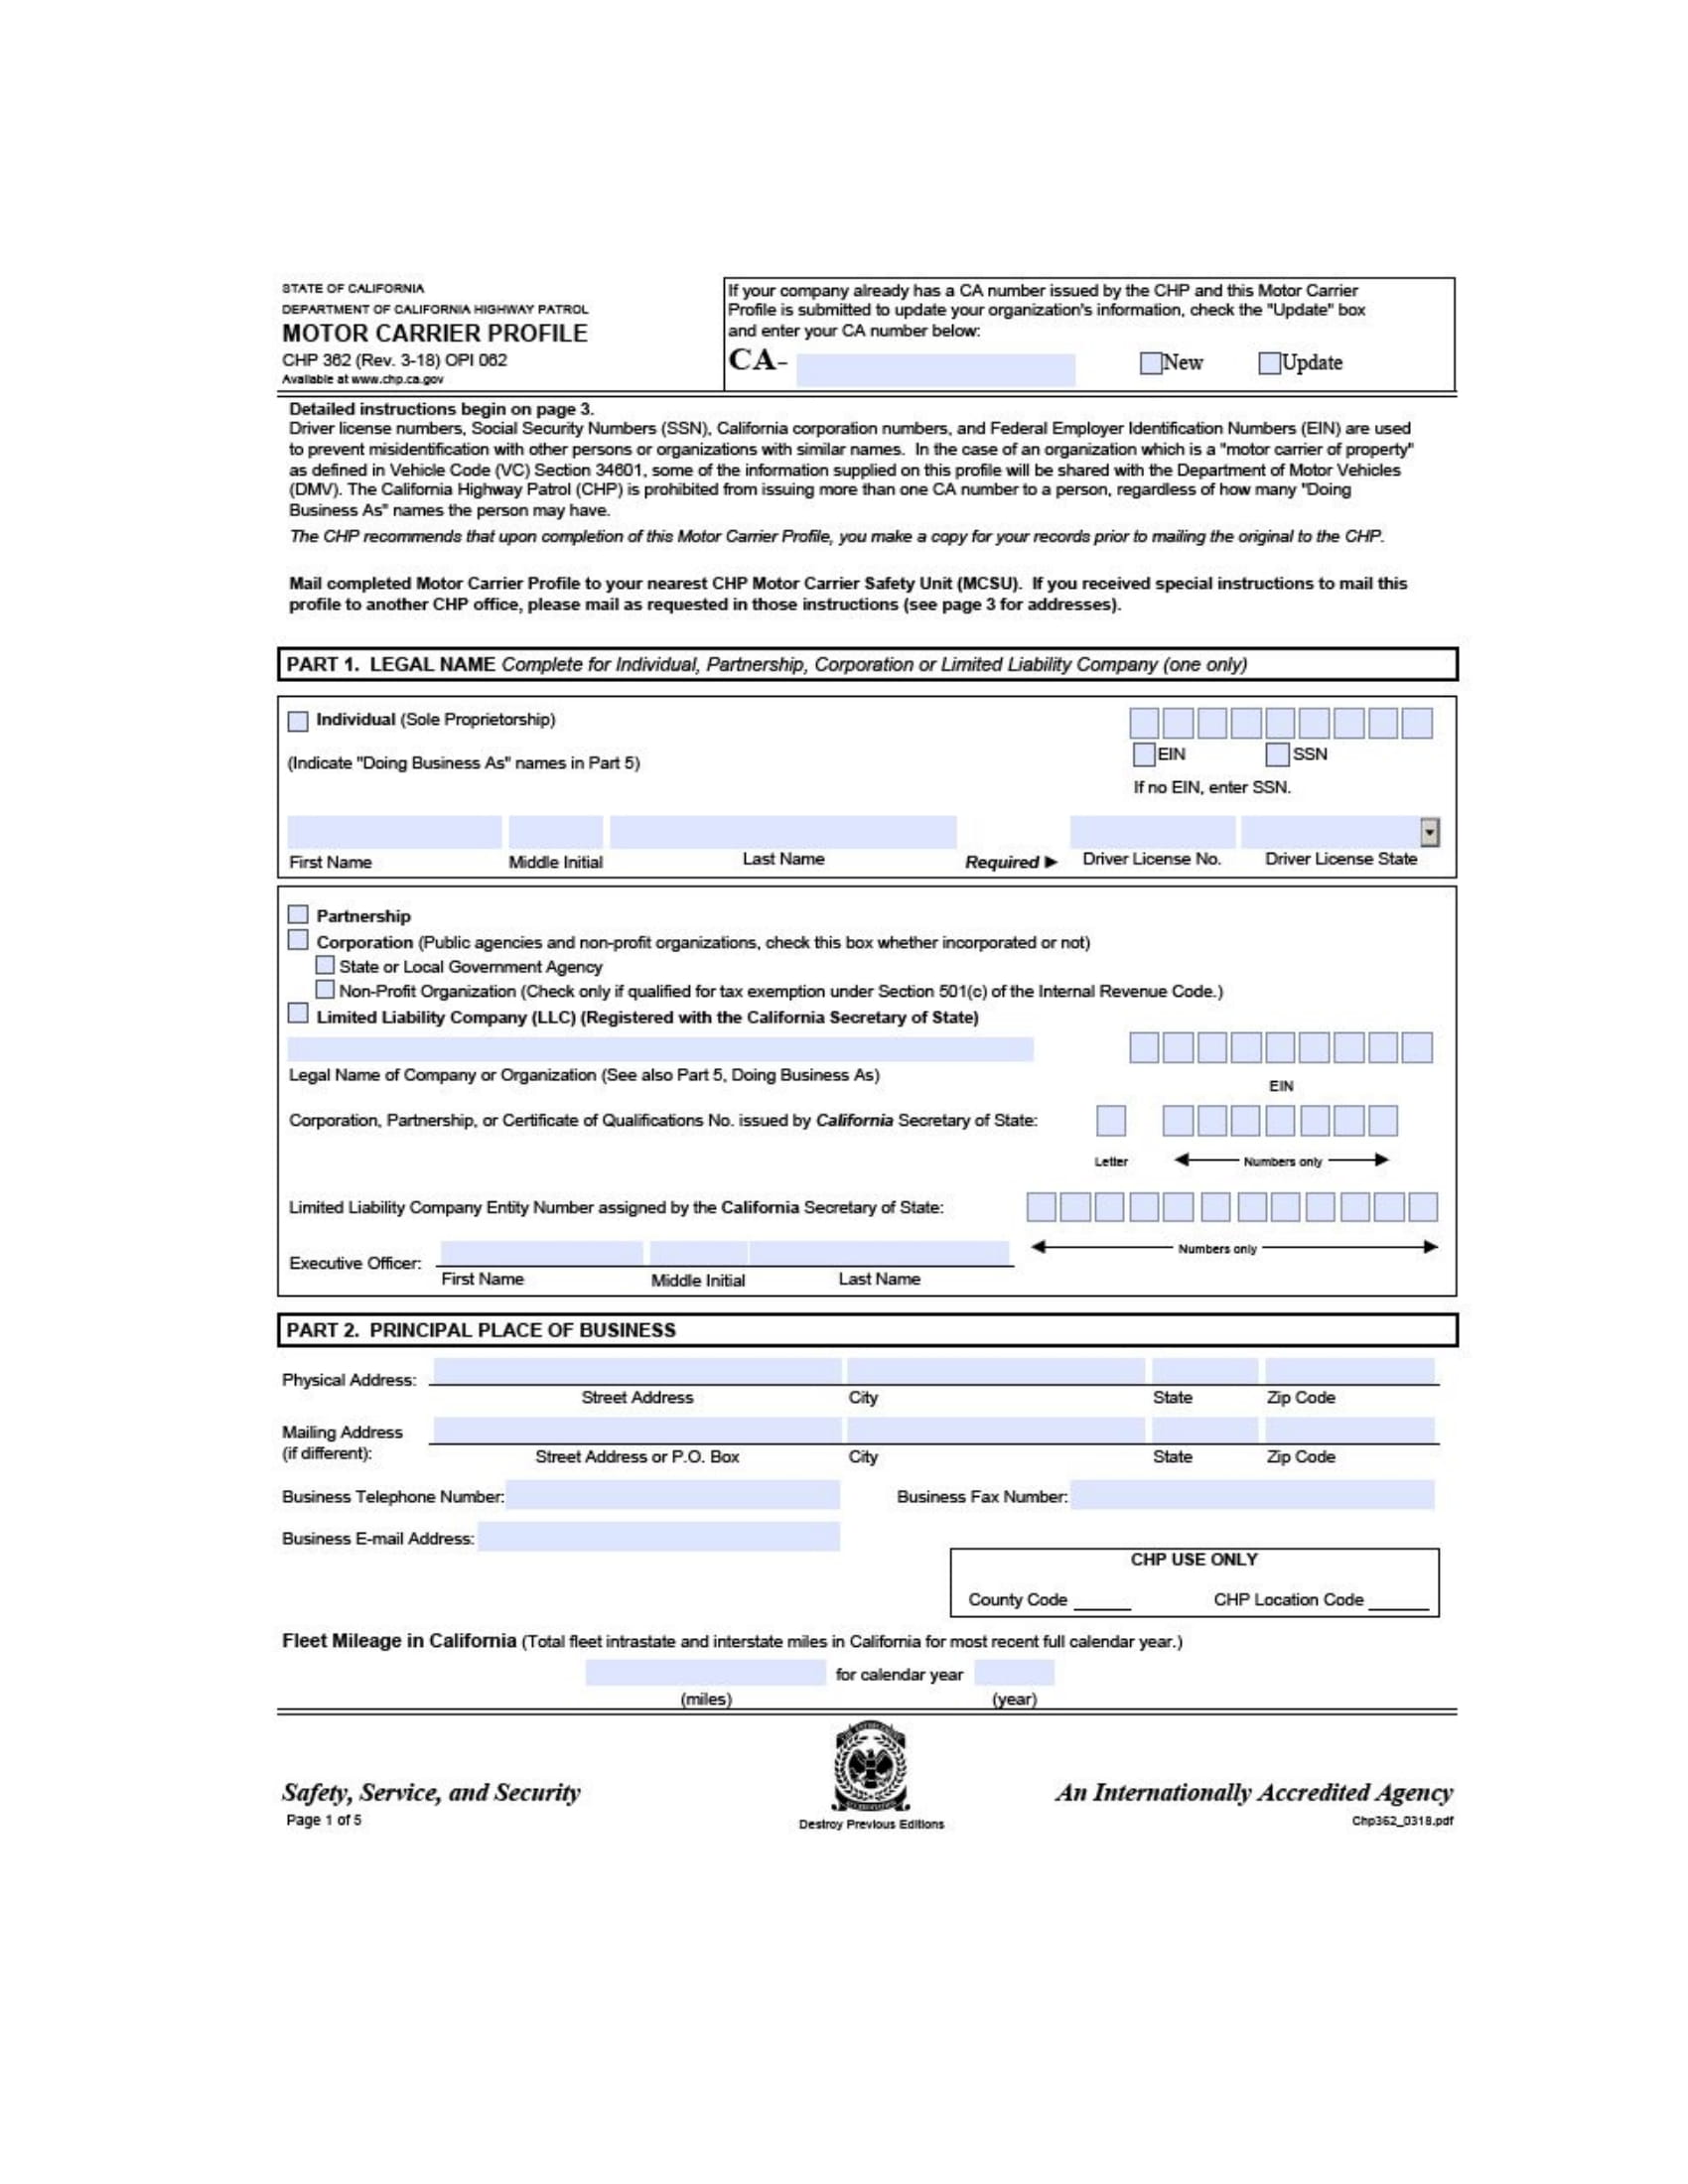 STATE OF CALIFORNIA
DEPARTMENT OF CALIFORNIA HIGHWAY PATROL
MOTOR CARRIER PROFILE
CHP 362 (Rev. 3-18) OPI 062
Available at www.chp.ca.gov
If your company already has a CA number issued by the CHP and this Motor Carrier
Profile is submitted to update your organization's information, check the "Update" box
and enter your CA number below:
CA- New Update
Detailed instructions begin on page 3.
Driver license numbers, Social Security Numbers (SSN), California corporation numbers, and Federal Employer Identification Numbers (EIN) are used
to prevent misidentification with other persons or organizations with similar names. In the case of an organization which is a "motor carrier of property"
as defined in Vehicle Code (VC) Section 34601, some of the information supplied on this profile will be shared with the Department of Motor Vehicles
(DMV). The California Highway Patrol (CHP) is prohibited from issuing more than one CA number to a person, regardless of how many "Doing
Business As" names the person may have.
The CHP recommends that upon completion of this Motor Carrier Profile, you make a copy for your records prior to mailing the original to the CHP.
Mail completed Motor Carrier Profile to your nearest CHP Motor Carrier Safety Unit (MCSU). If you received special instructions to mail this
profile to another CHP office, please mail as requested in those instructions (see page 3 for addresses).
PART 1. LEGAL NAME Complete for Individual, Partnership, Corporation or Limited Liability Company (one only)
Individual (Sole Proprietorship)
EIN SSN
(Indicate "Doing Business As" names in Part 5)
If no EIN, enter SSN.
First Name Middle Initial Last Name Required ► Driver License No. Driver License State
Partnership
Corporation (Public agencies and non-profit organizations, check this box whether incorporated or not)
State or Local Government Agency
Non-Profit Organization (Check only if qualified for tax exemption under Section 501(c) of the Internal Revenue Code.)
Limited Liability Company (LLC) (Registered with the California Secretary of State)
Legal Name of Company or Organization (See also Part 5, Doing Business As)
EIN
Corporation, Partnership, or Certificate of Qualifications No. issued by California Secretary of State:
Letter Numbers only
Limited Liability Company Entity Number assigned by the California Secretary of State:
Numbers only
Executive Officer:
First Name Middle Initial Last Name
PART 2. PRINCIPAL PLACE OF BUSINESS
Physical Address:
Street Address City State Zip Code
Mailing Address
(if different):
Street Address or P.O. Box City State Zip Code
Business Telephone Number: Business Fax Number:
Business E-mail Address:
CHP USE ONLY
County Code CHP Location Code
Fleet Mileage in California (Total fleet intrastate and interstate miles in California for most recent full calendar year.)
for calendar year
(miles) (year)
Safety, Service, and Security
An Internationally Accredited Agency
Page 1 of 5
Destroy Previous Editions
Chp362_0318.pdf